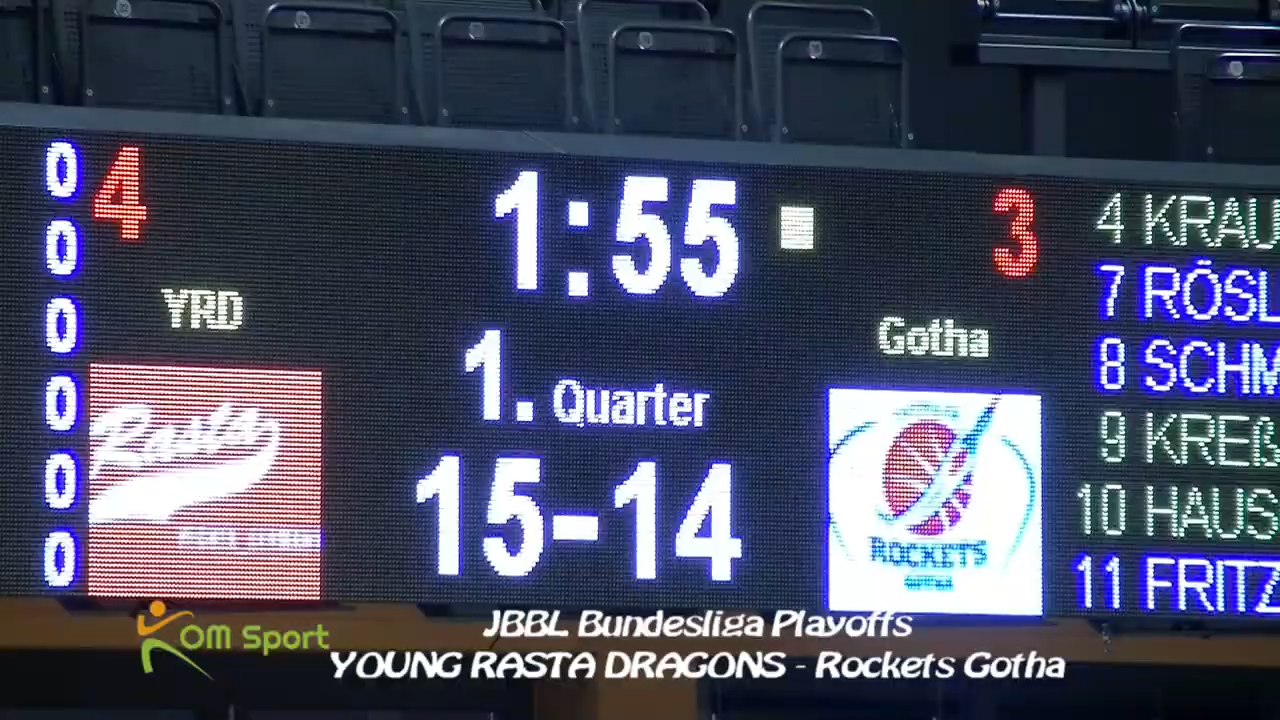 0
0
0
0
0
0
4
1:55
3
YRD
Gotha
1. Quarter
15-14
Rasta
ROCKETS
4 KRAU
7 RÖSL
8 SCHM
9 KREß
10 HAUS
11 FRITZ
OM Sport
JBBL Bundesliga Playoffs
YOUNG RASTA DRAGONS - Rockets Gotha